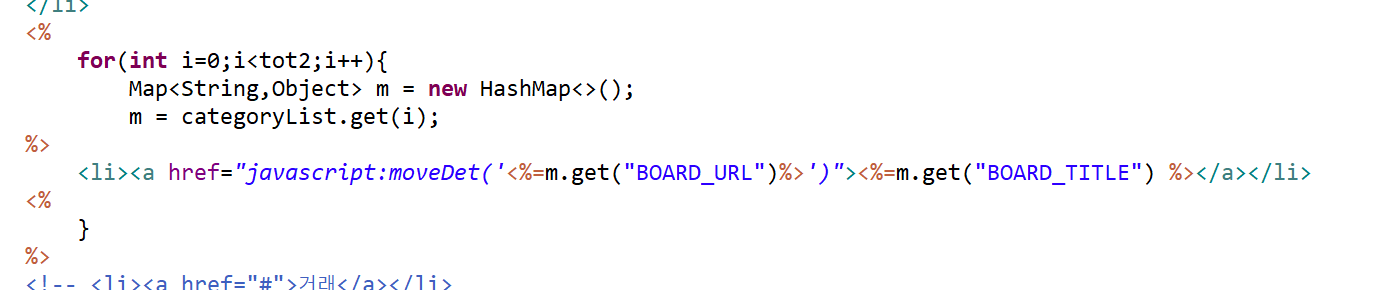 </li>
<%
for(int i=0;i<tot2;i++){
Map<String,Object> m = new HashMap<>();
m = categoryList.get(i);
%>
<li><a href="javascript:moveDet('<%=m.get("BOARD_URL")%>')"><%=m.get("BOARD_TITLE") %></a></li>
<%
}
%>
<!-- <li><a href="#">거래</a></li>